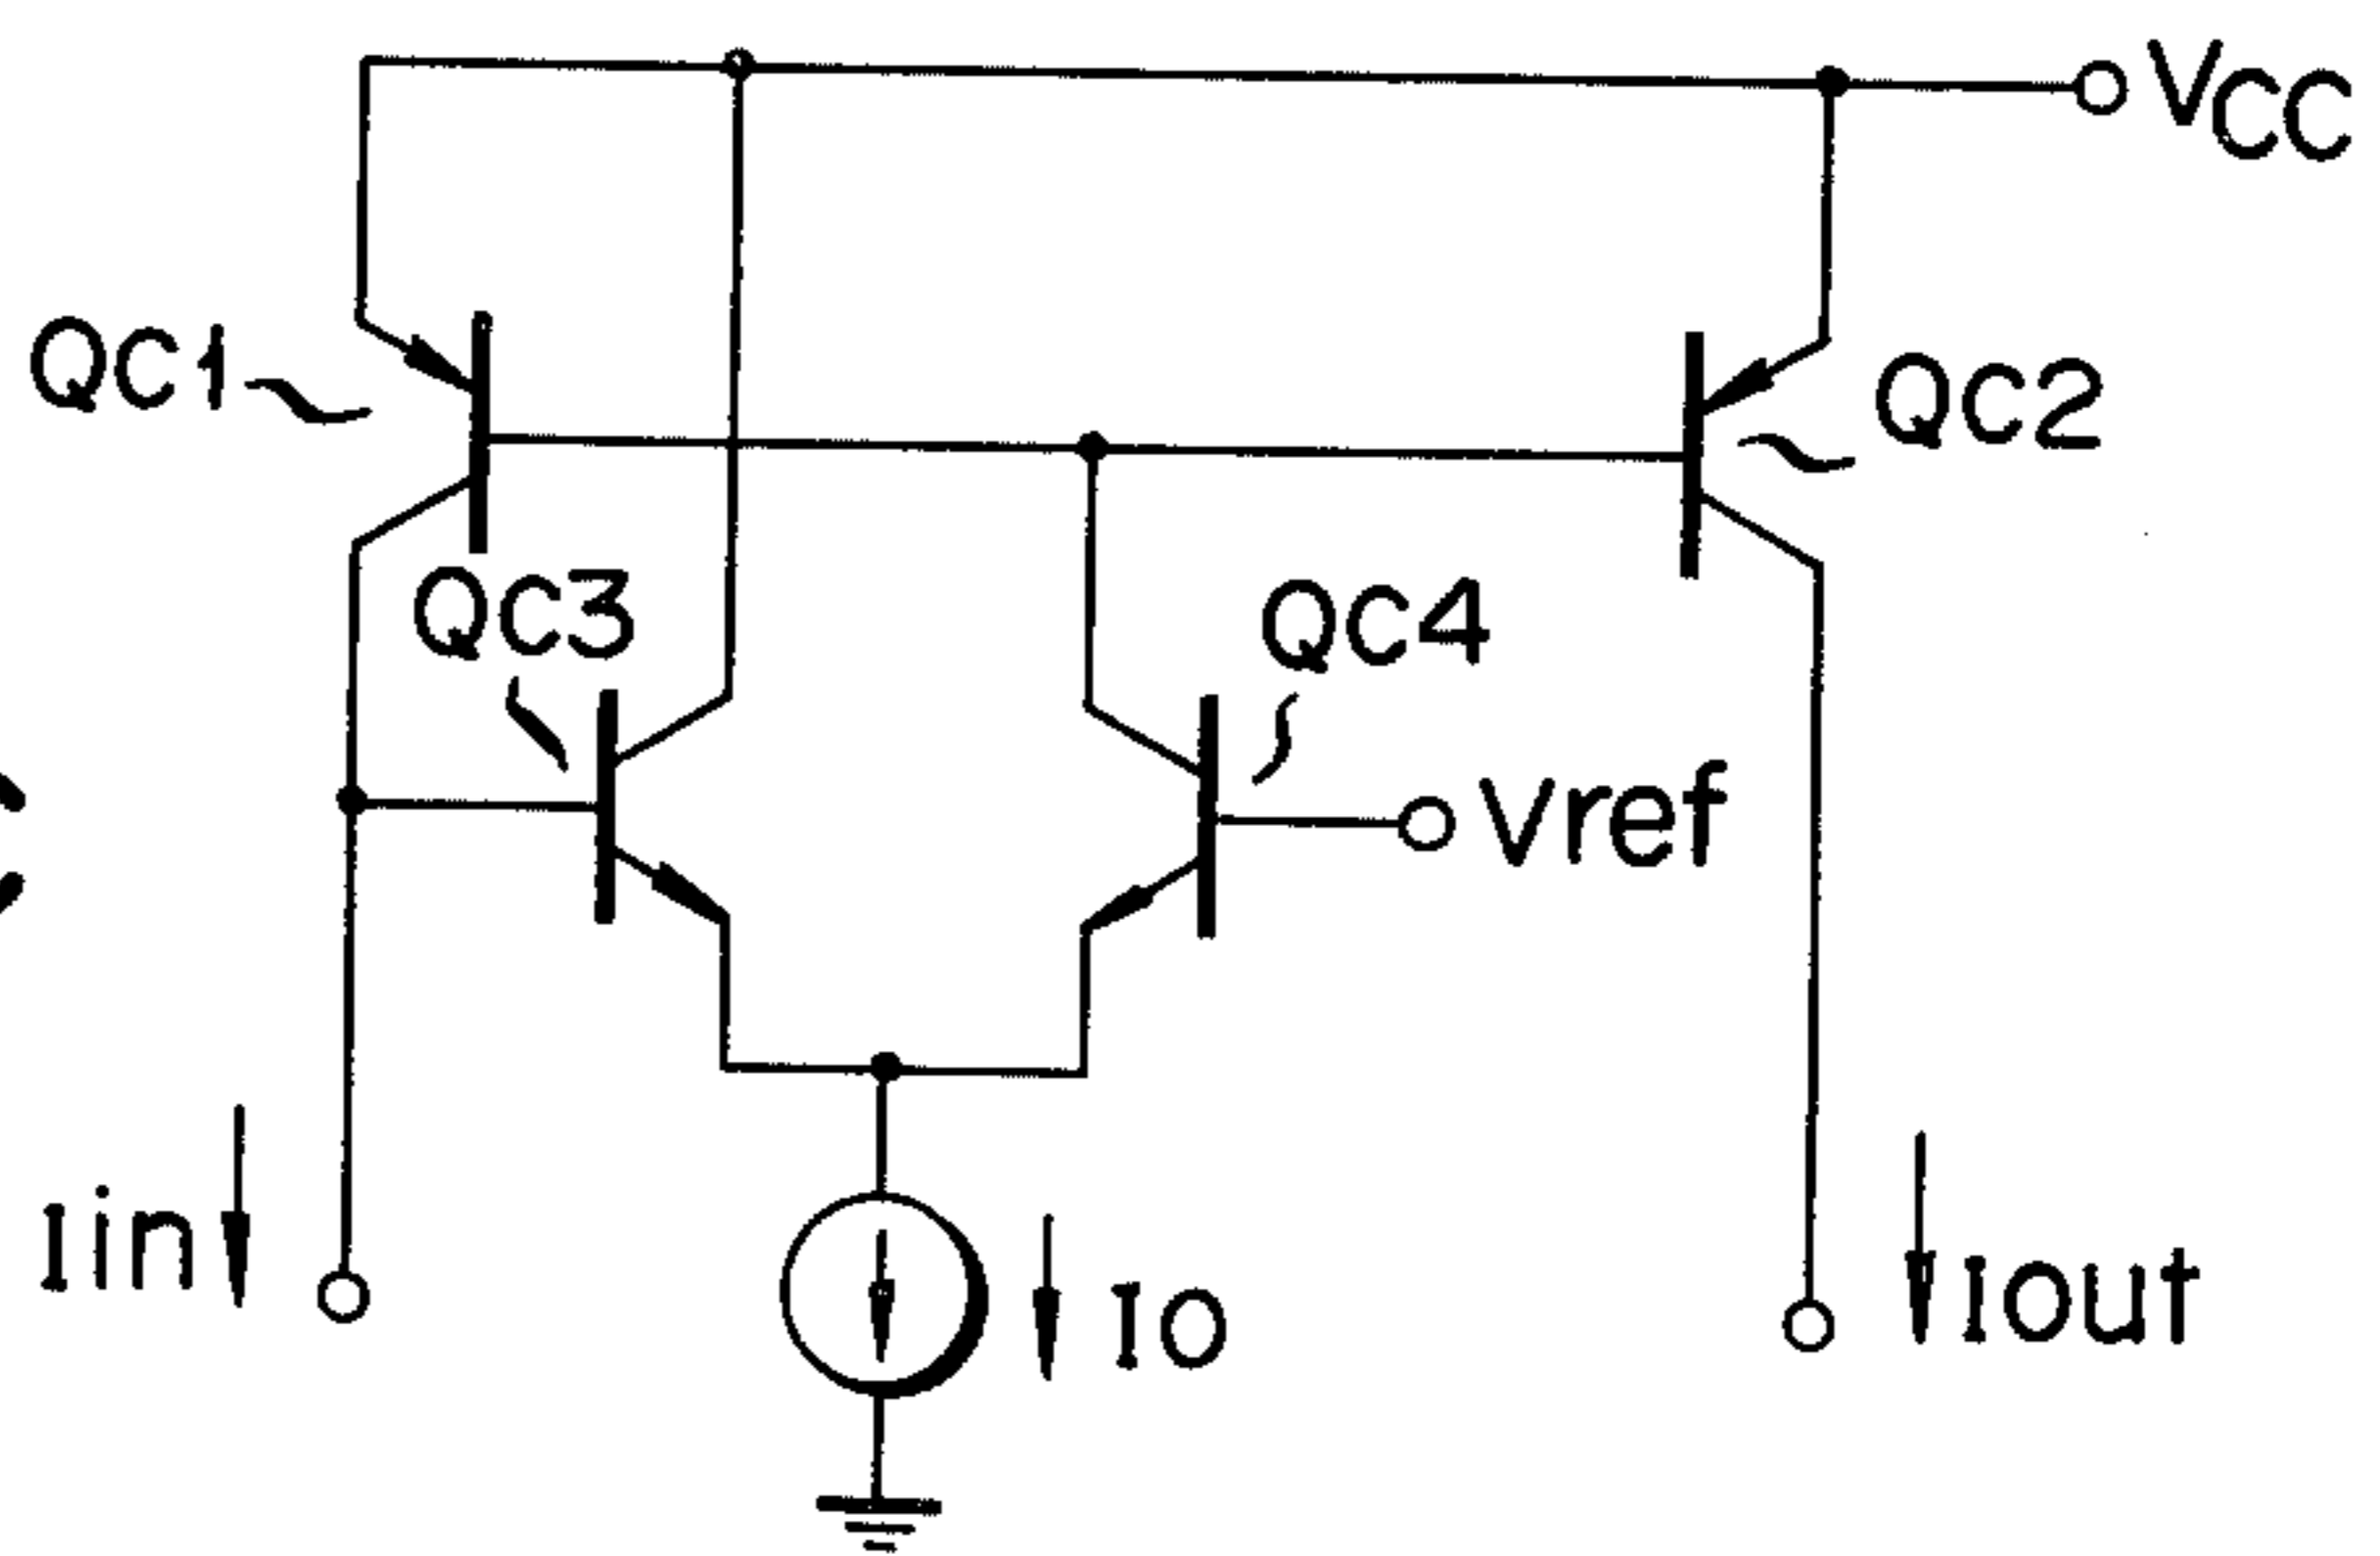 VCC
QC1
QC2
QC3
QC4
Vref
Iin
Io
Iout